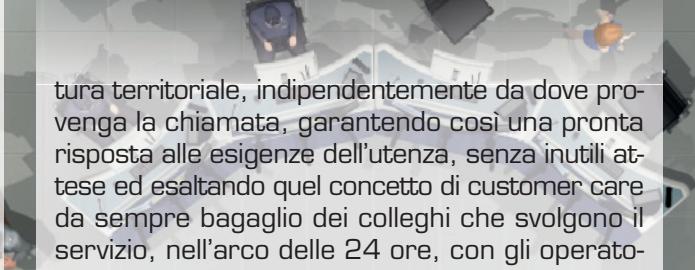 tura territoriale, indipendentemente da dove pro-
venga la chiamata, garantendo così una pronta
risposta alle esigenze dell'utenza, senza inutili at-
tese ed esaltando quel concetto di customer care
da sempre bagaglio dei colleghi che svolgono il
servizio, nell'arco delle 24 ore, con gli operato-